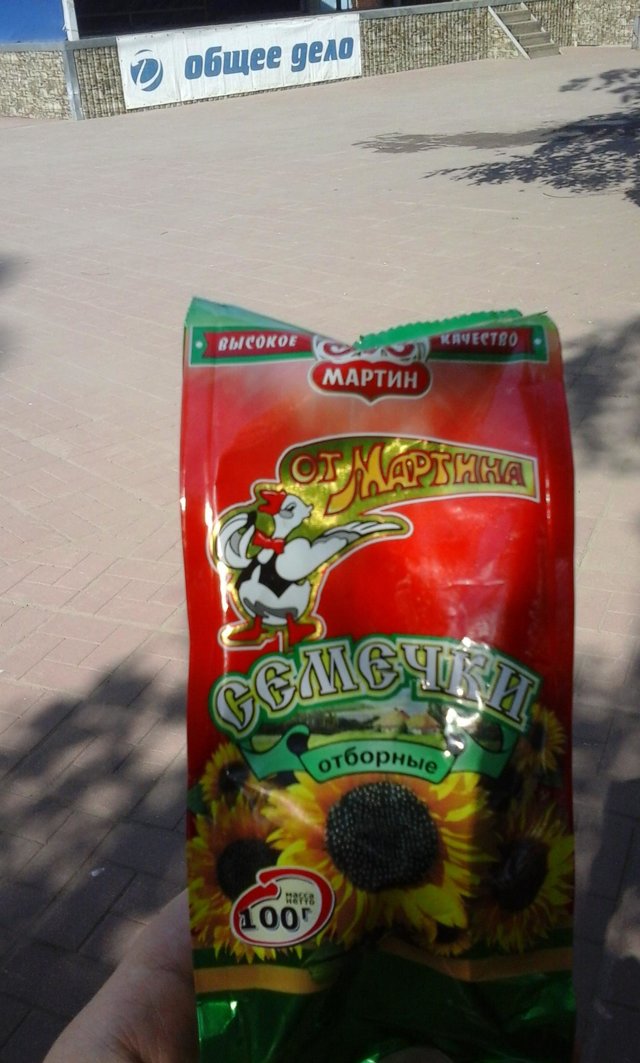 общее дело
ВЫСОКОЕ КАЧЕСТВО
МАРТИН
ОТ МАРТИНА
СЕМЕЧКИ
отборные
масса
нетто
100г